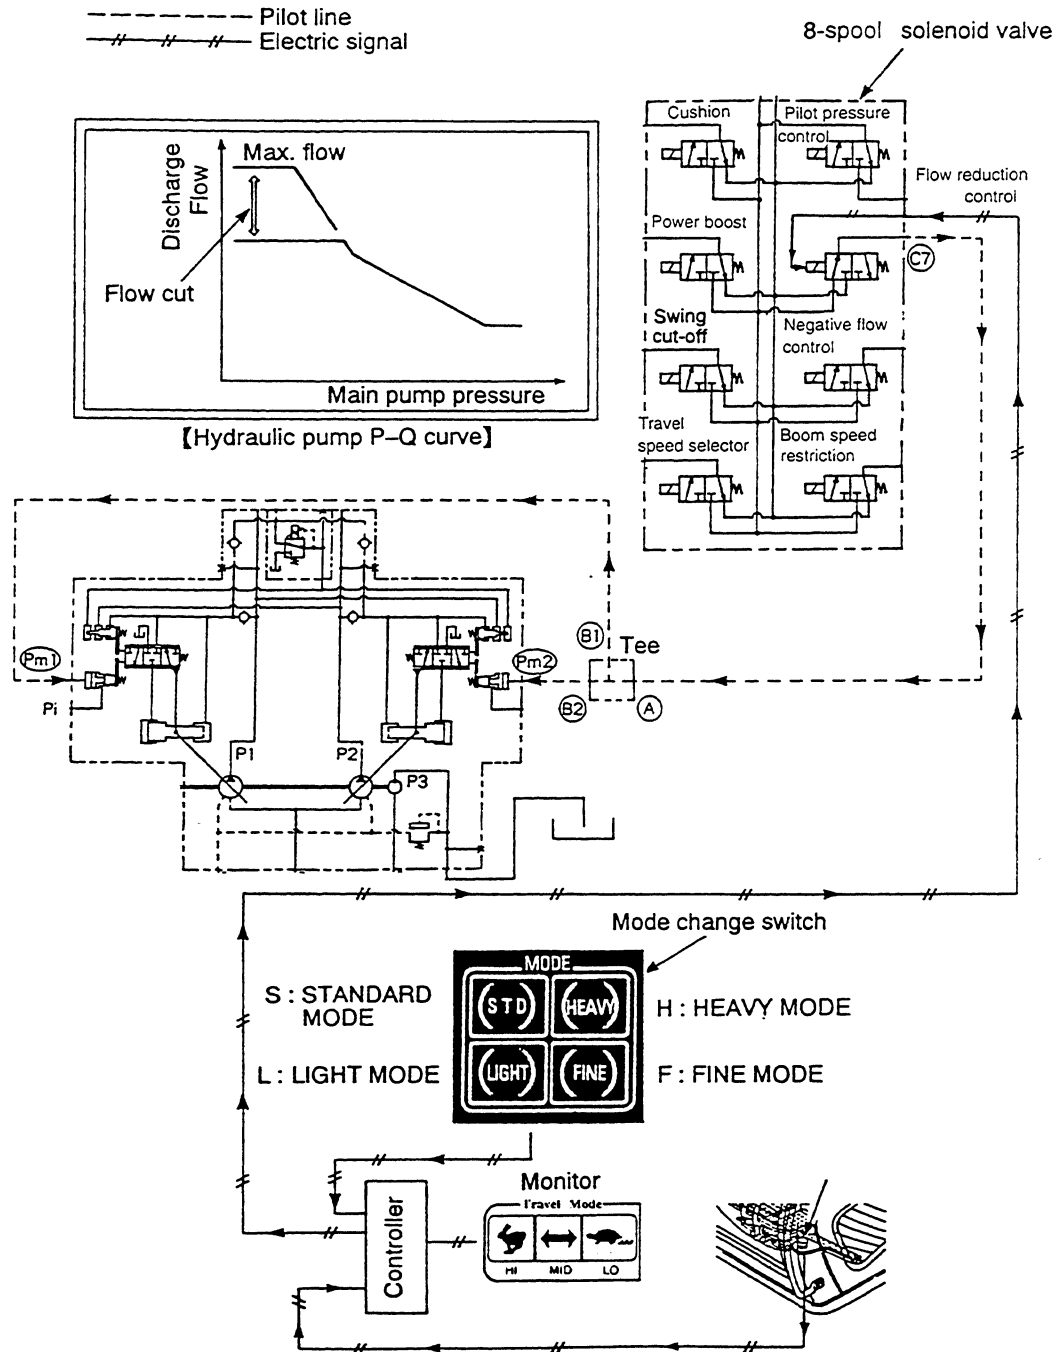 Pilot line
Electric signal
8-spool solenoid valve
Cushion
Pilot pressure
control
Flow reduction
control
Power boost
C7
Swing
cut-off
Negative flow
control
Travel
speed selector
Boom speed
restriction
Discharge
Flow
Max. flow
Flow cut
Main pump pressure
【Hydraulic pump P–Q curve】
B1
Tee
Pm1
Pm2
B2
A
Pi
P1
P2
P3
Mode change switch
MODE
S : STANDARD
MODE
(STD)
(HEAVY)
H : HEAVY MODE
L : LIGHT MODE
(LIGHT)
(FINE)
F : FINE MODE
Controller
Monitor
Travel Mode
HI
MID
LO